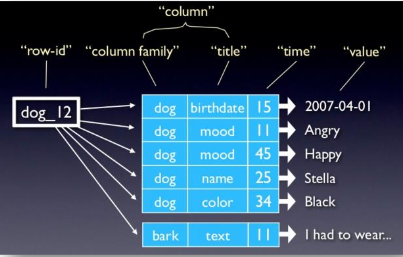 “column”
“row-id” “column family” “title” “time” “value”
dog_12
dog birthdate 15 2007-04-01
dog mood 11 Angry
dog mood 45 Happy
dog name 25 Stella
dog color 34 Black
bark text 11 I had to wear...